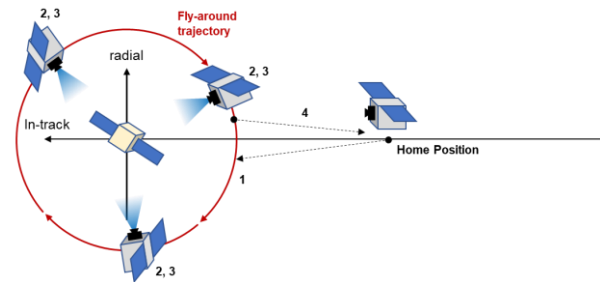 2, 3
Fly-around
trajectory
radial
2, 3
4
In-track
Home Position
1
2, 3